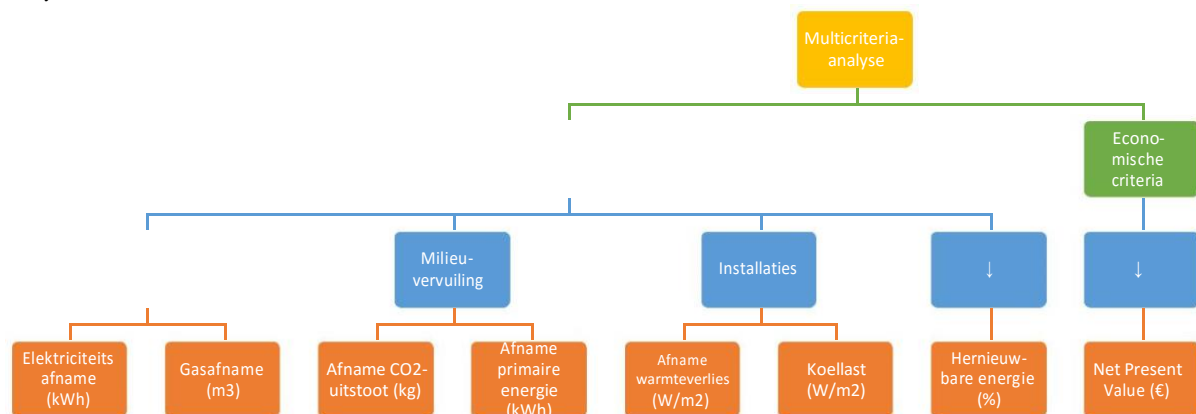 Multicriteria-
analyse
Econo-
mische
criteria
Milieu-
vervuiling
Installaties
↓
↓
Elektriciteits
afname
(kWh)
Gasafname
(m3)
Afname CO2-
uitstoot (kg)
Afname
primaire
energie
(kWh)
Afname
warmteverlies
(W/m2)
Koellast
(W/m2)
Hernieuw-
bare energie
(%)
Net Present
Value (€)